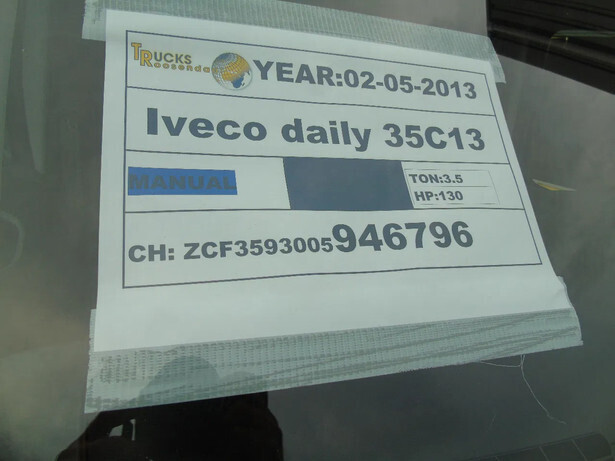 TRUCKS
Roosendaal
YEAR:02-05-2013
Iveco daily 35C13
MANUAL
TON:3.5
HP:130
CH: ZCF3593005946796